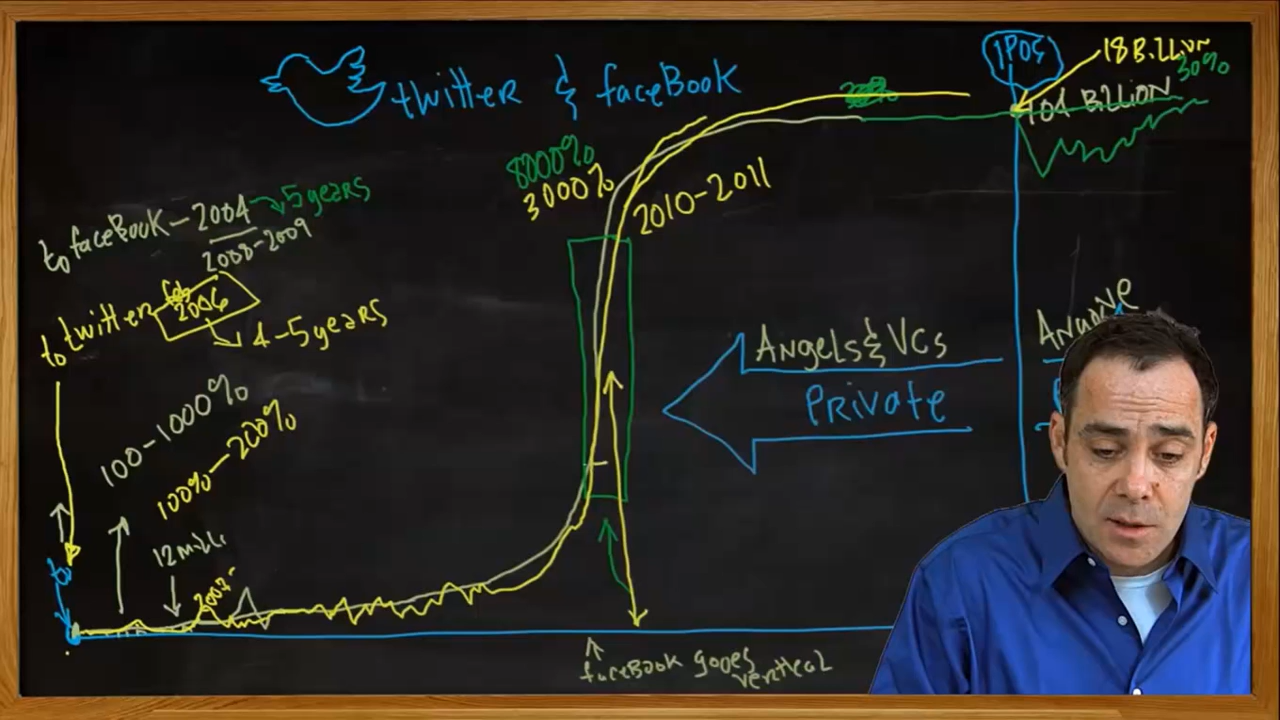 twitter & faceBook
IPOS
18 Billion
30%
104 BILLION
8000%
3000%
2010-2011
to faceBook - 2004 → 5 years
2008-2009
to twitter feb 2006
4-5 years
100-1000%
100%-200%
Angels & VCs
Private
faceBook goes
vertical